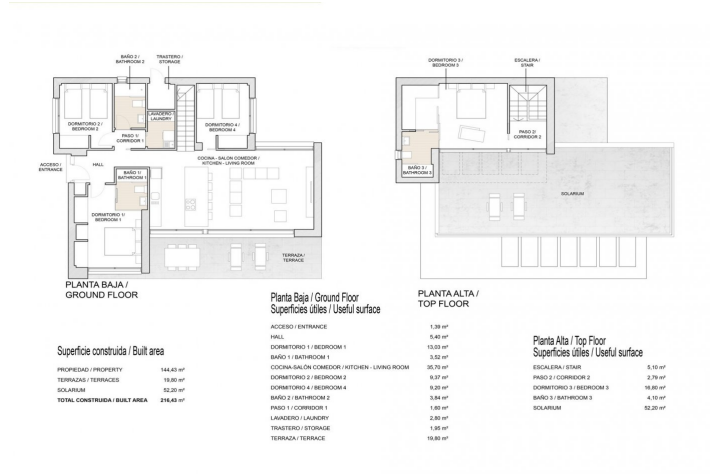 BAÑO 2 /
BATHROOM 2
TRASTERO /
STORAGE
DORMITORIO 2 /
BEDROOM 2
PASO 1/
CORRIDOR 1
LAVADERO /
LAUNDRY
DORMITORIO 4 /
BEDROOM 4
ACCESO /
ENTRANCE
HALL
BAÑO 1/
BATHROOM 1
COCINA-SALÓN COMEDOR /
KITCHEN - LIVING ROOM
DORMITORIO 1/
BEDROOM 1
TERRAZA /
TERRACE
PLANTA BAJA /
GROUND FLOOR
DORMITORIO 3 /
BEDROOM 3
ESCALERA /
STAIR
PASO 2/
CORRIDOR 2
BAÑO 3 /
BATHROOM 3
SOLARIUM
PLANTA ALTA /
TOP FLOOR
Superficie construida / Built area
PROPIEDAD / PROPERTY 144,43 m²
TERRAZAS / TERRACES 19,80 m²
SOLARIUM 52,20 m²
TOTAL CONSTRUIDA / BUILT AREA 216,43 m²
Planta Baja / Ground Floor
Superficies útiles / Useful surface
ACCESO / ENTRANCE 1,39 m²
HALL 5,40 m²
DORMITORIO 1 / BEDROOM 1 13,03 m²
BAÑO 1 / BATHROOM 1 3,52 m²
COCINA-SALÓN COMEDOR / KITCHEN - LIVING ROOM 35,70 m²
DORMITORIO 2 / BEDROOM 2 9,37 m²
DORMITORIO 4 / BEDROOM 4 9,20 m²
BAÑO 2 / BATHROOM 2 3,84 m²
PASO 1 / CORRIDOR 1 1,60 m²
LAVADERO / LAUNDRY 2,80 m²
TRASTERO / STORAGE 1,95 m²
TERRAZA / TERRACE 19,80 m²
Planta Alta / Top Floor
Superficies útiles / Useful surface
ESCALERA / STAIR 5,10 m²
PASO 2 / CORRIDOR 2 2,79 m²
DORMITORIO 3 / BEDROOM 3 16,80 m²
BAÑO 3 / BATHROOM 3 4,10 m²
SOLARIUM 52,20 m²